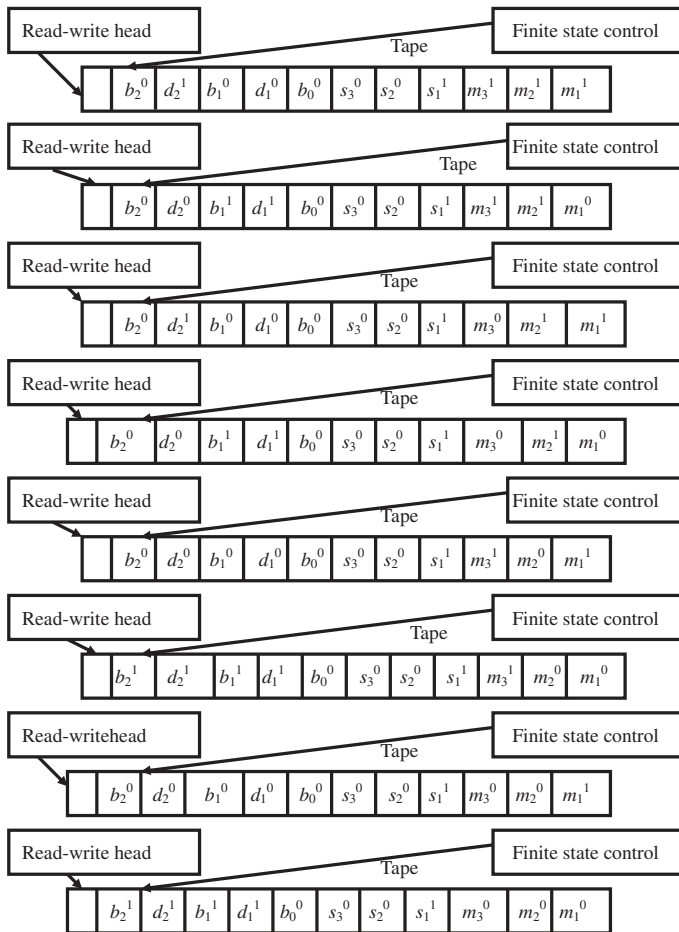 Read-write head Finite state control
Tape
b₂⁰ d₂¹ b₁⁰ d₁⁰ b₀⁰ s₃⁰ s₂⁰ s₁¹ m₃¹ m₂¹ m₁¹
Read-write head Finite state control
Tape
b₂⁰ d₂⁰ b₁¹ d₁¹ b₀⁰ s₃⁰ s₂⁰ s₁¹ m₃¹ m₂¹ m₁⁰
Read-write head Finite state control
Tape
b₂⁰ d₂¹ b₁⁰ d₁⁰ b₀⁰ s₃⁰ s₂⁰ s₁¹ m₃⁰ m₂¹ m₁¹
Read-write head Finite state control
Tape
b₂⁰ d₂⁰ b₁¹ d₁¹ b₀⁰ s₃⁰ s₂⁰ s₁¹ m₃⁰ m₂¹ m₁⁰
Read-write head Finite state control
Tape
b₂⁰ d₂⁰ b₁⁰ d₁⁰ b₀⁰ s₃⁰ s₂⁰ s₁¹ m₃¹ m₂⁰ m₁¹
Read-write head Finite state control
Tape
b₂¹ d₂¹ b₁¹ d₁¹ b₀⁰ s₃⁰ s₂⁰ s₁¹ m₃¹ m₂⁰ m₁⁰
Read-writehead Finite state control
Tape
b₂⁰ d₂⁰ b₁⁰ d₁⁰ b₀⁰ s₃⁰ s₂⁰ s₁¹ m₃⁰ m₂⁰ m₁¹
Read-write head Finite state control
Tape
b₂¹ d₂¹ b₁¹ d₁¹ b₀⁰ s₃⁰ s₂⁰ s₁¹ m₃⁰ m₂⁰ m₁⁰